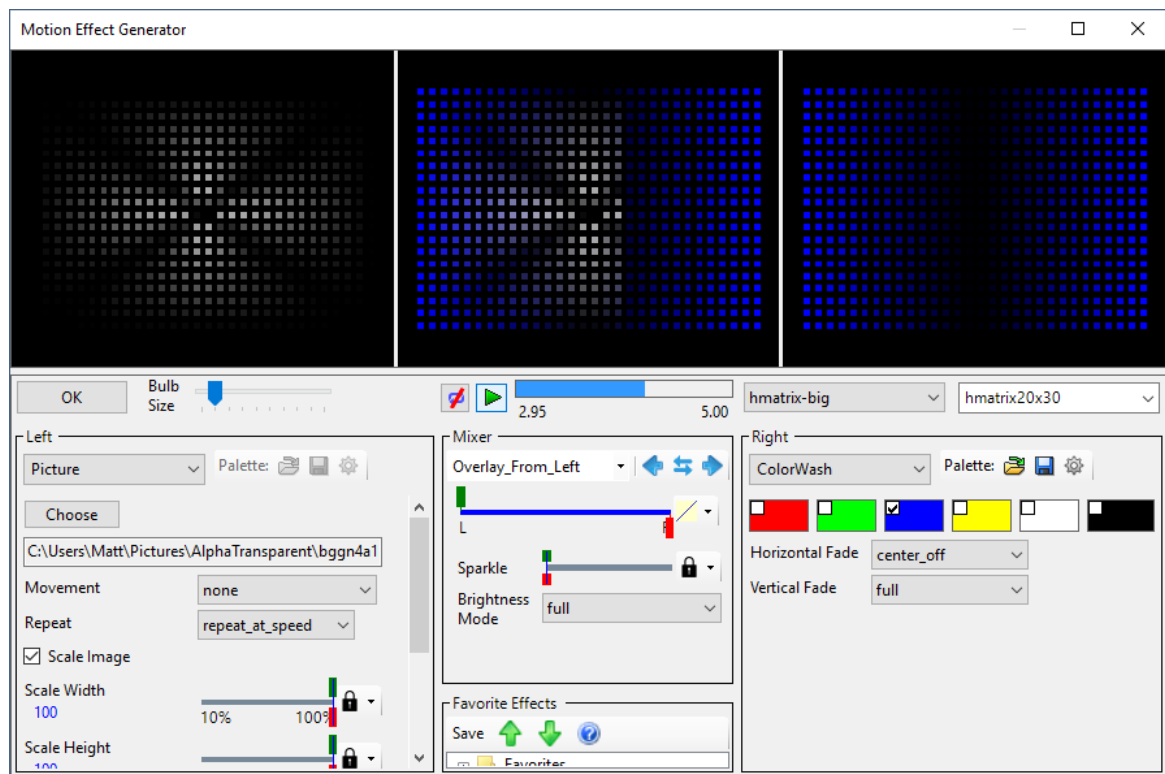 Motion Effect Generator
OK
Bulb Size
2.95
5.00
hmatrix-big
hmatrix20x30
Left
Picture
Palette:
Choose
C:\Users\Matt\Pictures\AlphaTransparent\bggn4a1
Movement
none
Repeat
repeat_at_speed
Scale Image
Scale Width
100
10%
100%
Scale Height
100
Mixer
Overlay_From_Left
L
Sparkle
Brightness Mode
full
Favorite Effects
Save
Favorites
Right
ColorWash
Palette:
Horizontal Fade
center_off
Vertical Fade
full